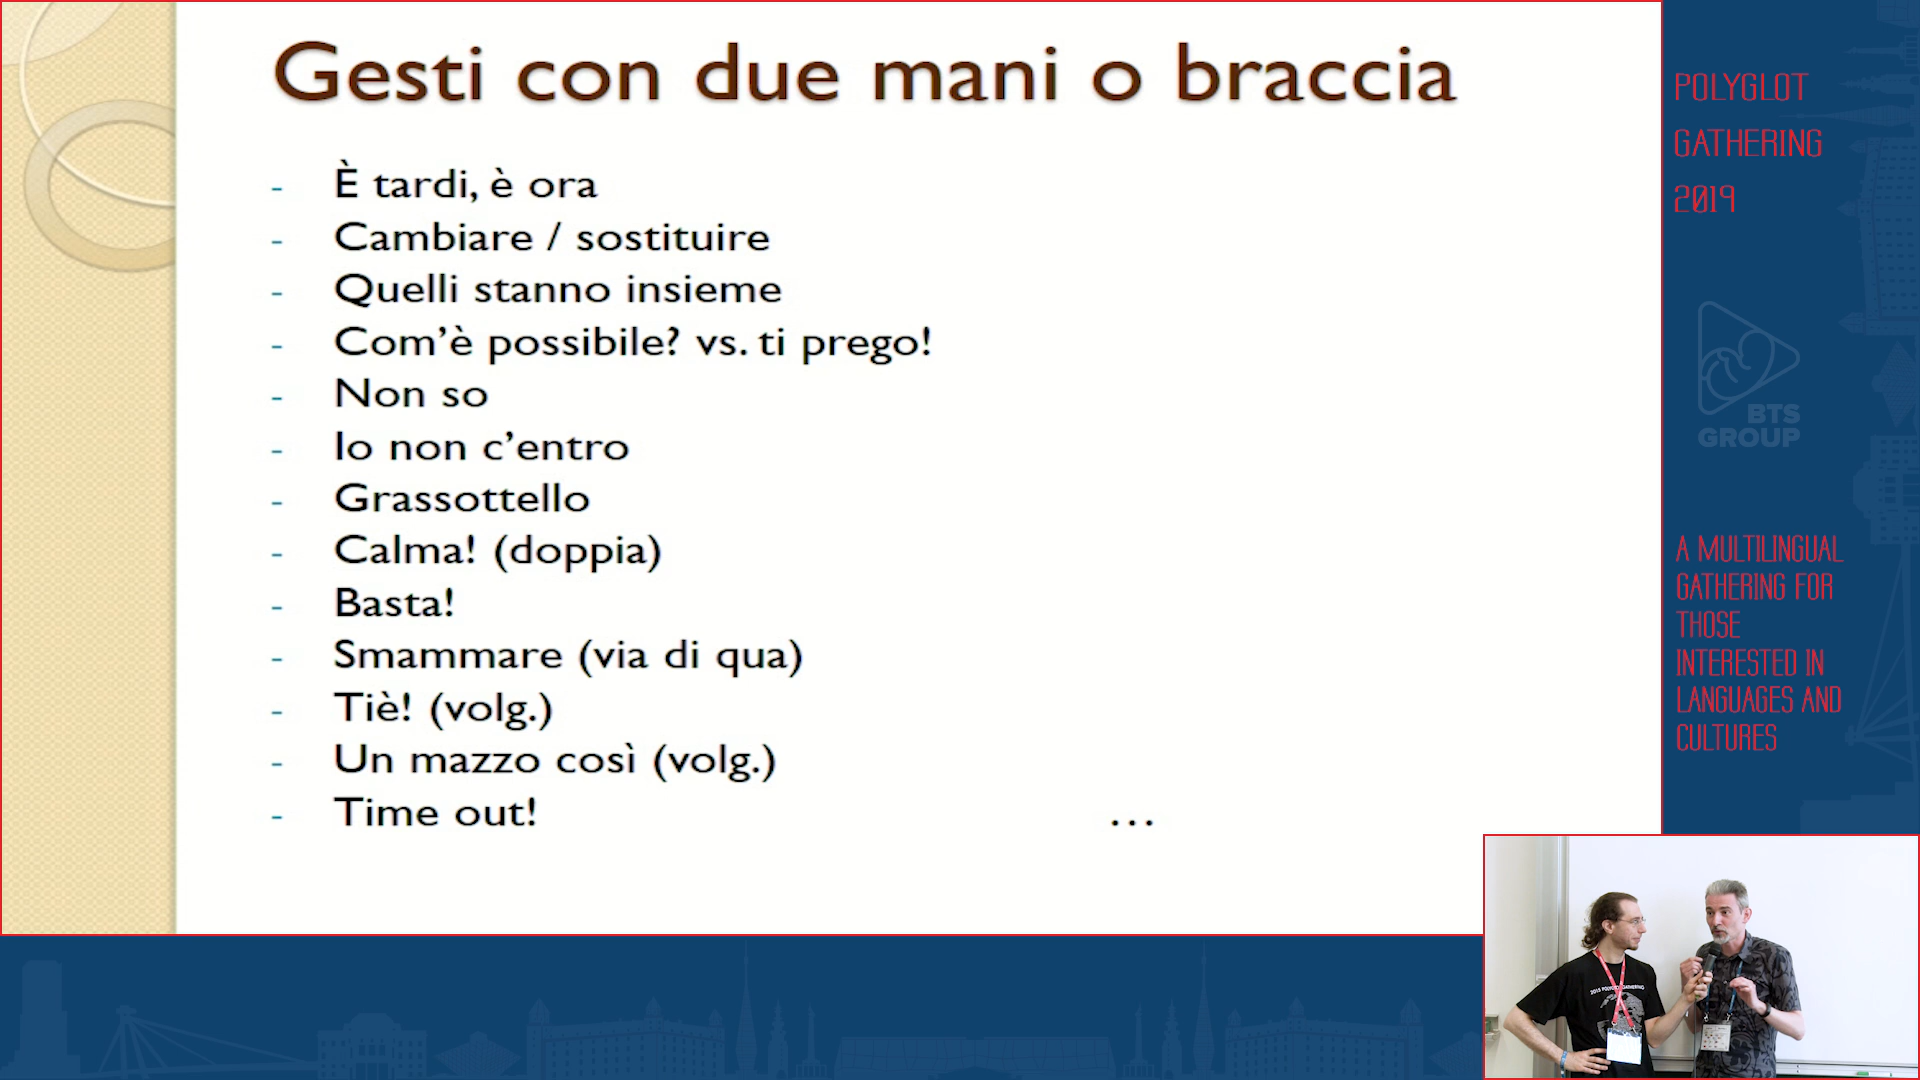 Gesti con due mani o braccia
- È tardi, è ora
- Cambiare / sostituire
- Quelli stanno insieme
- Com’è possibile? vs. ti prego!
- Non so
- Io non c’entro
- Grassottello
- Calma! (doppia)
- Basta!
- Smammare (via di qua)
- Tiè! (volg.)
- Un mazzo così (volg.)
- Time out! …
POLYGLOT
GATHERING
2019
BTS
GROUP
A MULTILINGUAL
GATHERING FOR
THOSE
INTERESTED IN
LANGUAGES AND
CULTURES